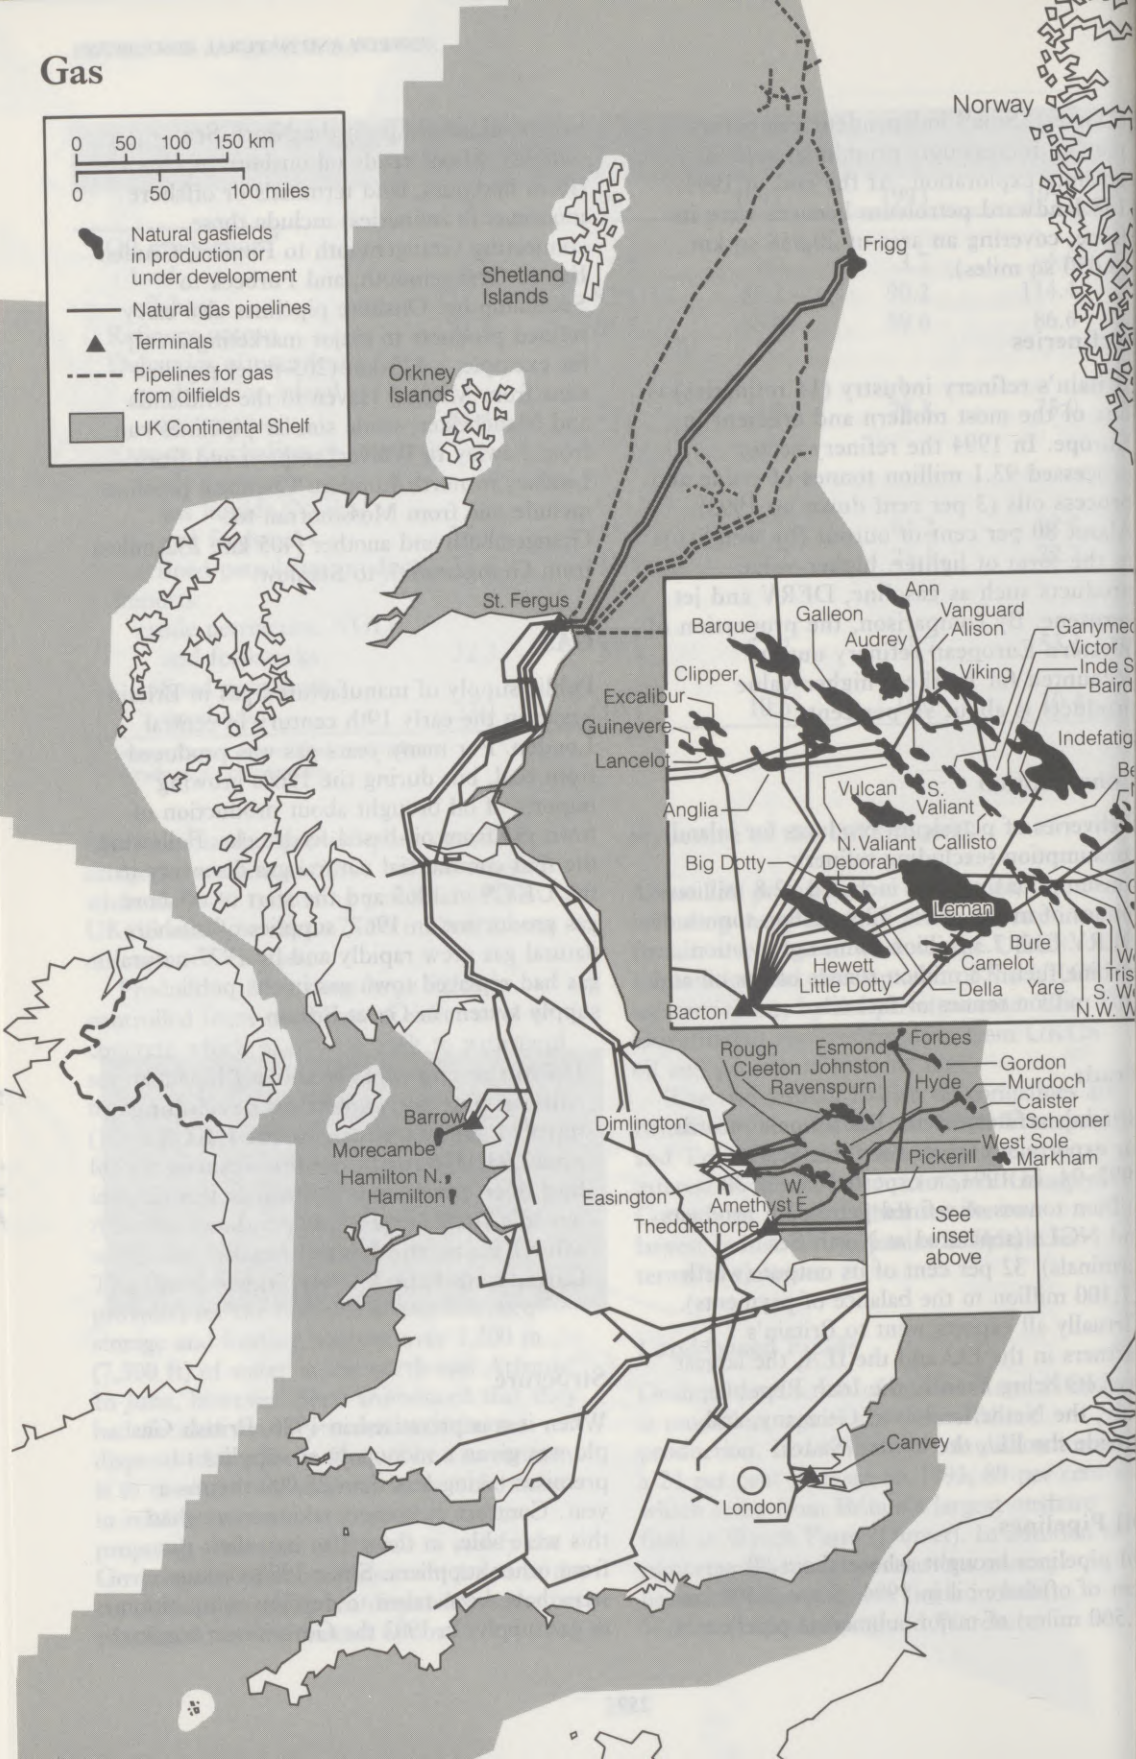 Gas
0 50 100 150 km
0 50 100 miles
Natural gasfields
in production or
under development
Natural gas pipelines
Terminals
Pipelines for gas
from oilfields
UK Continental Shelf
Norway
Frigg
Shetland
Islands
Orkney
Islands
St. Fergus
Ann
Galleon
Vanguard
Barque
Audrey
Alison
Ganymed
Victor
Inde S
Baird
Clipper
Viking
Excalibur
Guinevere
Indefatig
Lancelot
Be
Vulcan
S.
Valiant
Anglia
N. Valiant
Callisto
Big Dotty
Deborah
Leman
Bure
Hewett
Camelot
Little Dotty
Della
Yare
Tris
S. We
N.W. W
Bacton
Forbes
Rough
Esmond
Cleeton
Johnston
Gordon
Ravenspurn
Hyde
Murdoch
Caister
Schooner
Barrow
Dimlington
West Sole
Morecambe
Pickerill
Markham
Hamilton N.
Hamilton
W.
Easington
Amethyst E.
Theddlethorpe
See
inset
above
Canvey
London